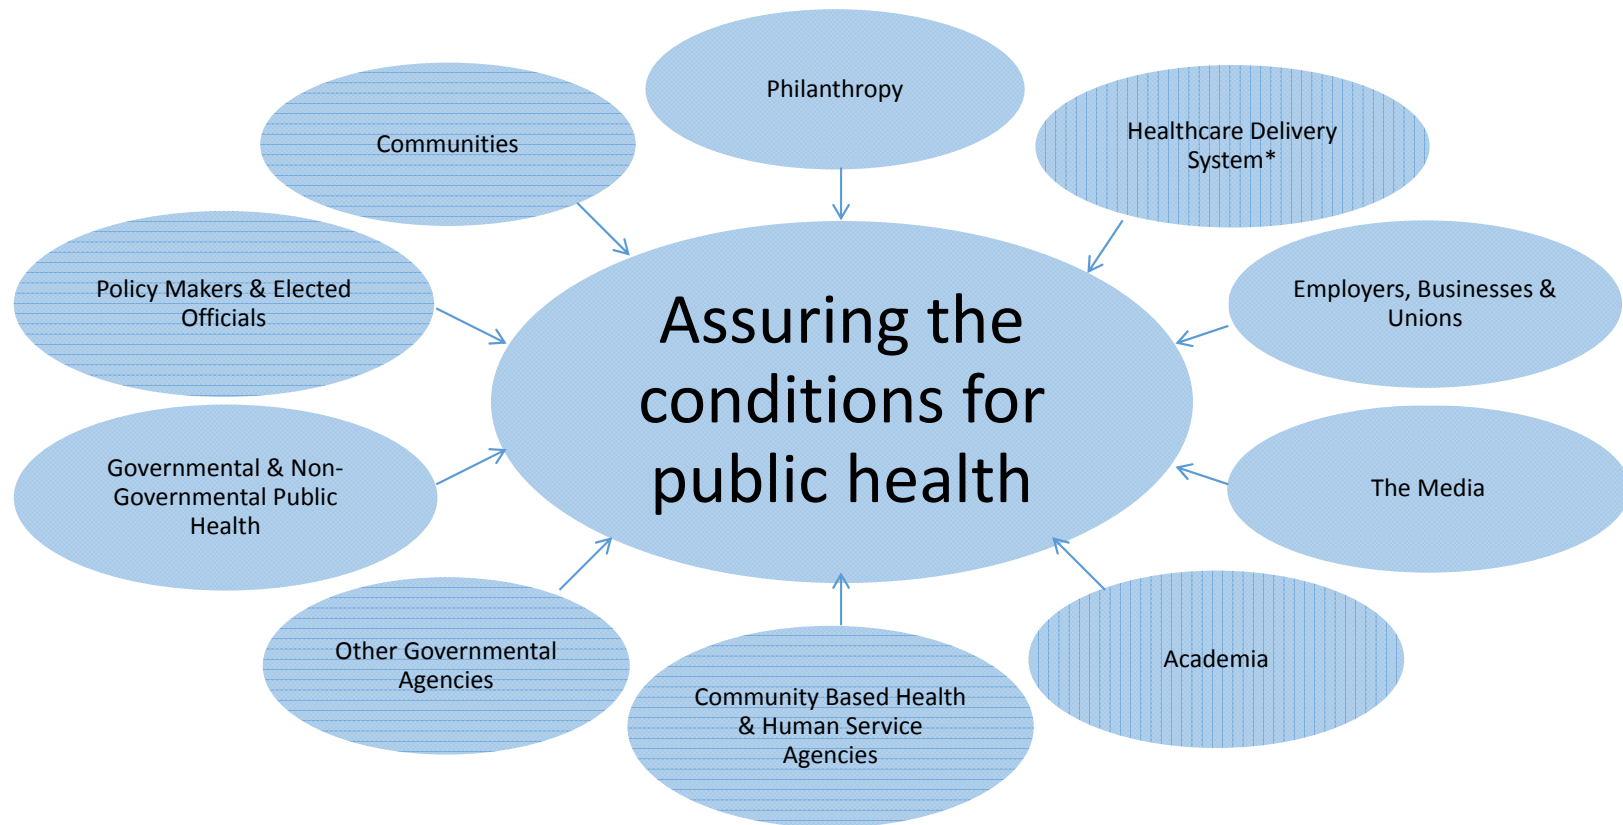 Philanthropy
Communities
Healthcare Delivery
System*
Policy Makers & Elected
Officials
Employers, Businesses &
Unions
Assuring the
conditions for
public health
Governmental & Non-
Governmental Public
Health
The Media
Other Governmental
Agencies
Community Based Health
& Human Service
Agencies
Academia